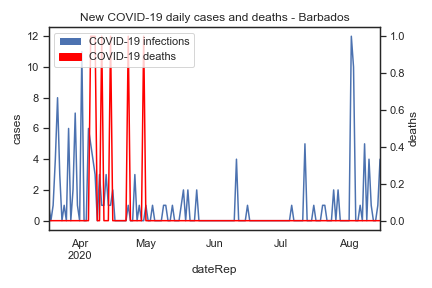 New COVID-19 daily cases and deaths - Barbados
COVID-19 infections
COVID-19 deaths
12
10
8
6
4
2
0
cases
1.0
0.8
0.6
0.4
0.2
0.0
deaths
Apr
2020
May
Jun
Jul
Aug
dateRep